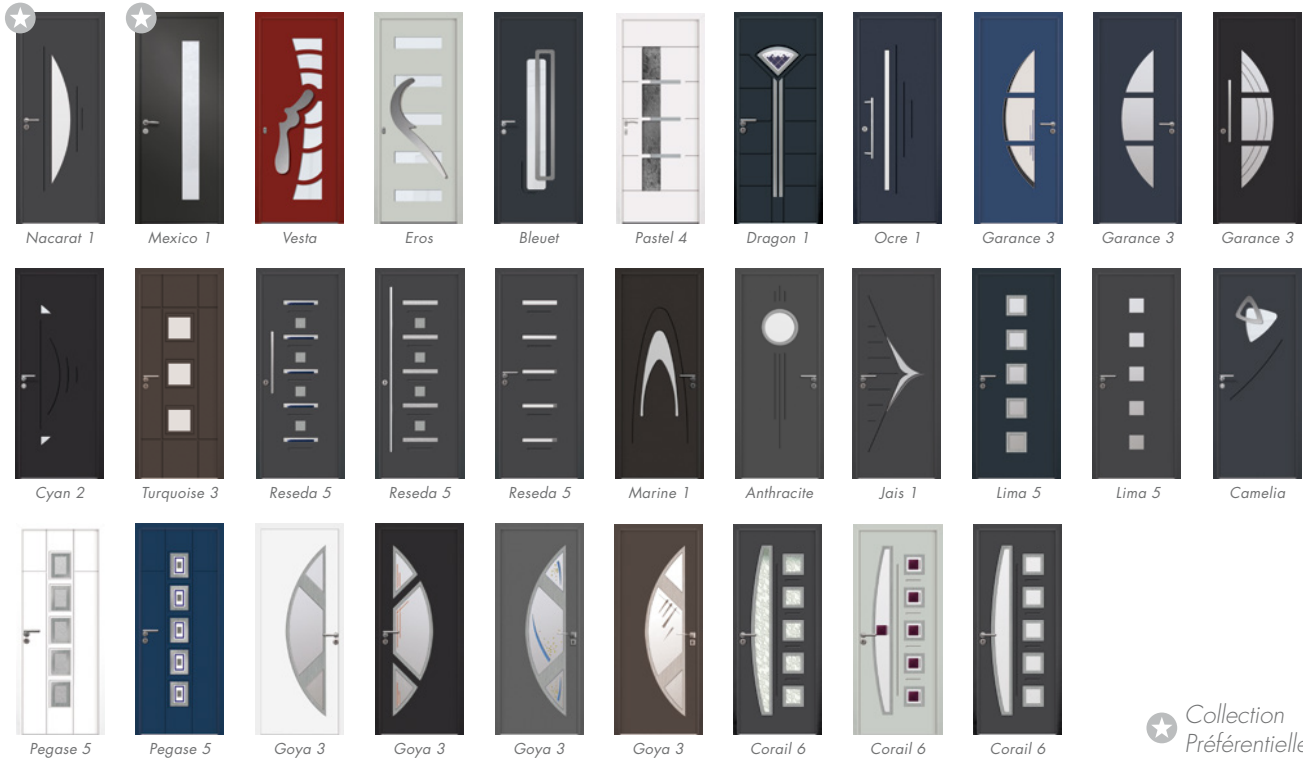 Nacarat 1
Mexico 1
Vesta
Eros
Bleuet
Pastel 4
Dragon 1
Ocre 1
Garance 3
Garance 3
Garance 3
Cyan 2
Turquoise 3
Reseda 5
Reseda 5
Reseda 5
Marine 1
Anthracite
Jais 1
Lima 5
Lima 5
Camelia
Pegase 5
Pegase 5
Goya 3
Goya 3
Goya 3
Goya 3
Corail 6
Corail 6
Corail 6
Collection
Préférentielle